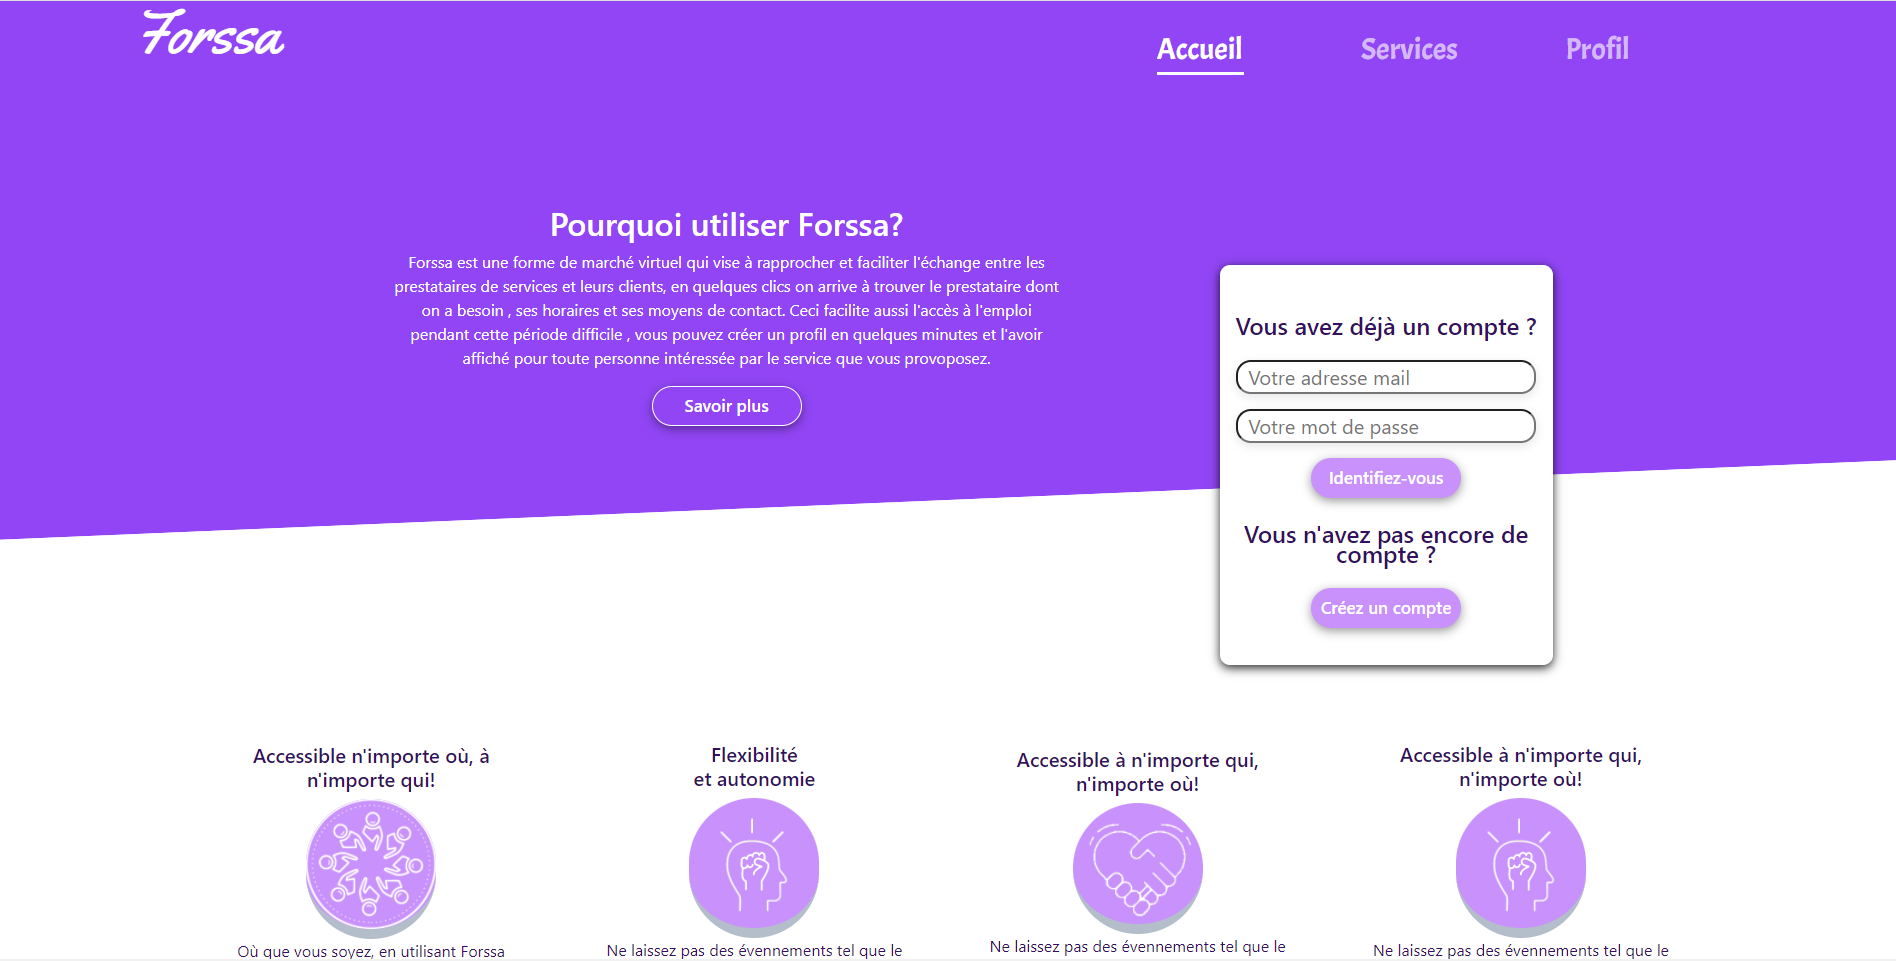 Forssa
Accueil
Services
Profil
Pourquoi utiliser Forssa?
Forssa est une forme de marché virtuel qui vise à rapprocher et faciliter l'échange entre les
prestataires de services et leurs clients, en quelques clics on arrive à trouver le prestataire dont
on a besoin , ses horaires et ses moyens de contact. Ceci facilite aussi l'accès à l'emploi
pendant cette période difficile , vous pouvez créer un profil en quelques minutes et l'avoir
affiché pour toute personne intéressée par le service que vous provoposez.
Savoir plus
Vous avez déjà un compte ?
Votre adresse mail
Votre mot de passe
Identifiez-vous
Vous n'avez pas encore de
compte ?
Créez un compte
Accessible n'importe où, à
n'importe qui!
Où que vous soyez, en utilisant Forssa
Flexibilité
et autonomie
Ne laissez pas des évennements tel que le
Accessible à n'importe qui,
n'importe où!
Ne laissez pas des évennements tel que le
Accessible à n'importe qui,
n'importe où!
Ne laissez pas des évennements tel que le